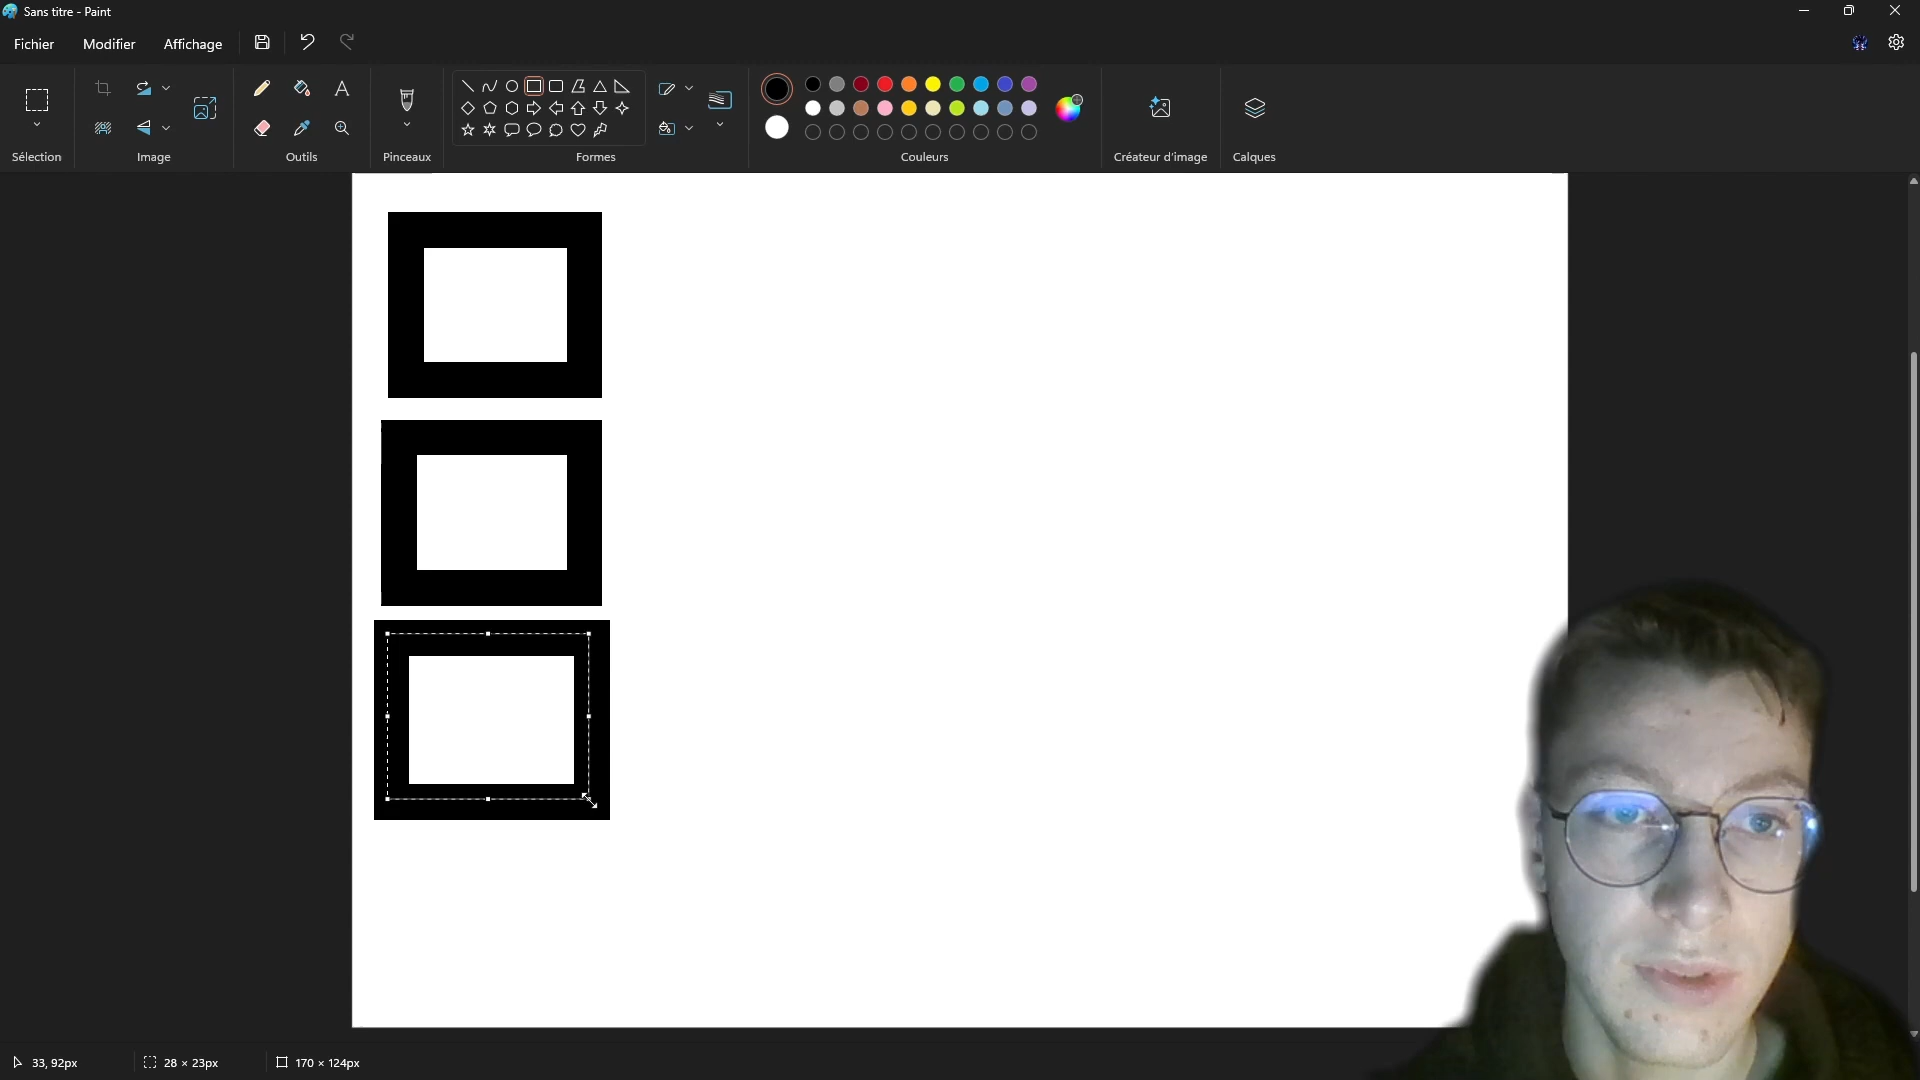 Sans titre - Paint
Fichier Modifier Affichage
Sélection Image Outils Pinceaux Formes Couleurs Créateur d'image Calques
33, 92px 28 × 23px 170 × 124px